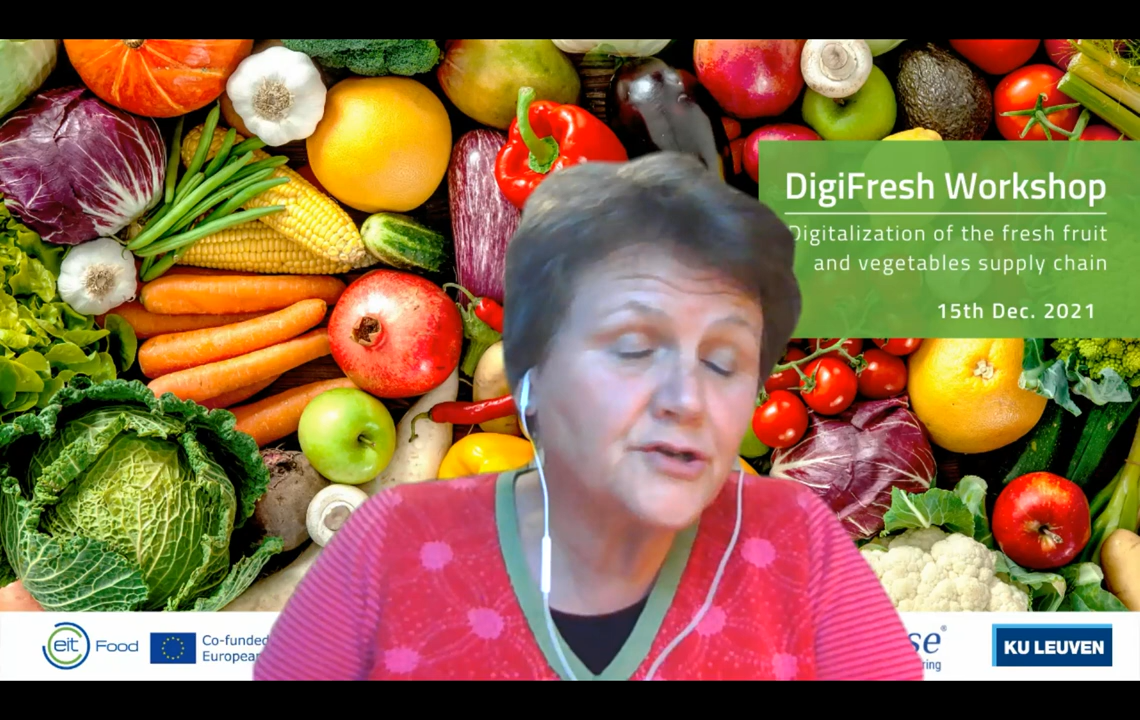 DigiFresh Workshop
Digitalization of the fresh fruit
and vegetables supply chain
15th Dec. 2021
eit Food
Co-funded
European
KU LEUVEN